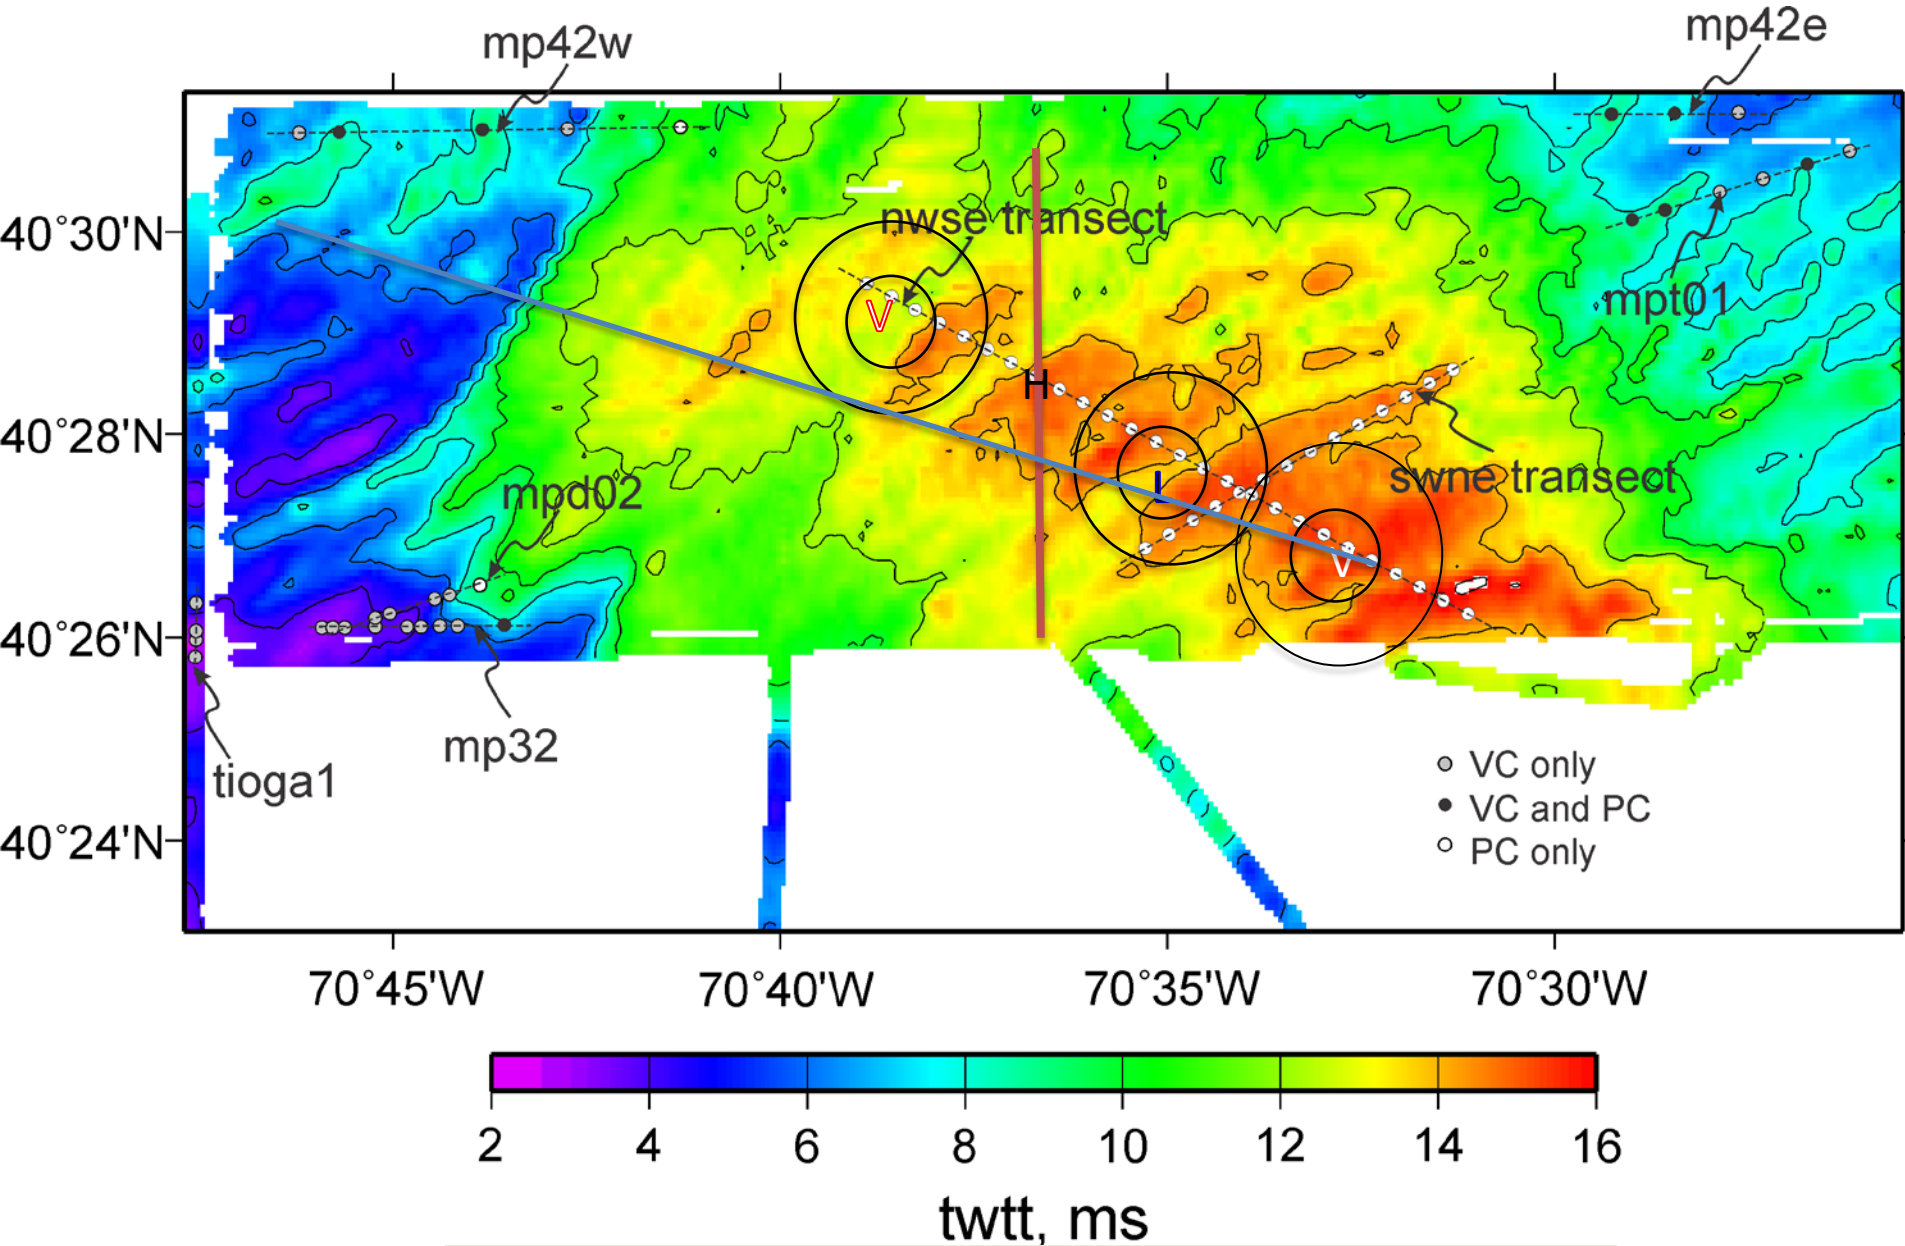 mp42w
mp42e
40°30'N
nwse transect
mpt01
V
H
40°28'N
swne transect
mpd02
L
V
40°26'N
mp32
tioga1
VC only
VC and PC
PC only
40°24'N
70°45'W
70°40'W
70°35'W
70°30'W
2
4
6
8
10
12
14
16
twtt, ms